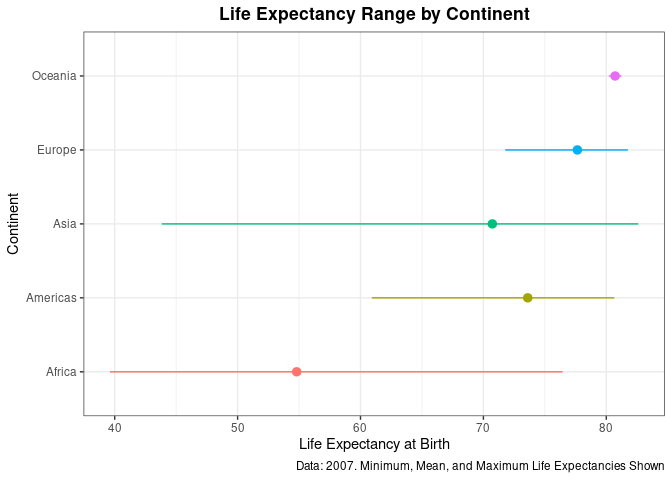 Life Expectancy Range by Continent
Continent
Oceania
Europe
Asia
Americas
Africa
40 50 60 70 80
Life Expectancy at Birth
Data: 2007. Minimum, Mean, and Maximum Life Expectancies Shown